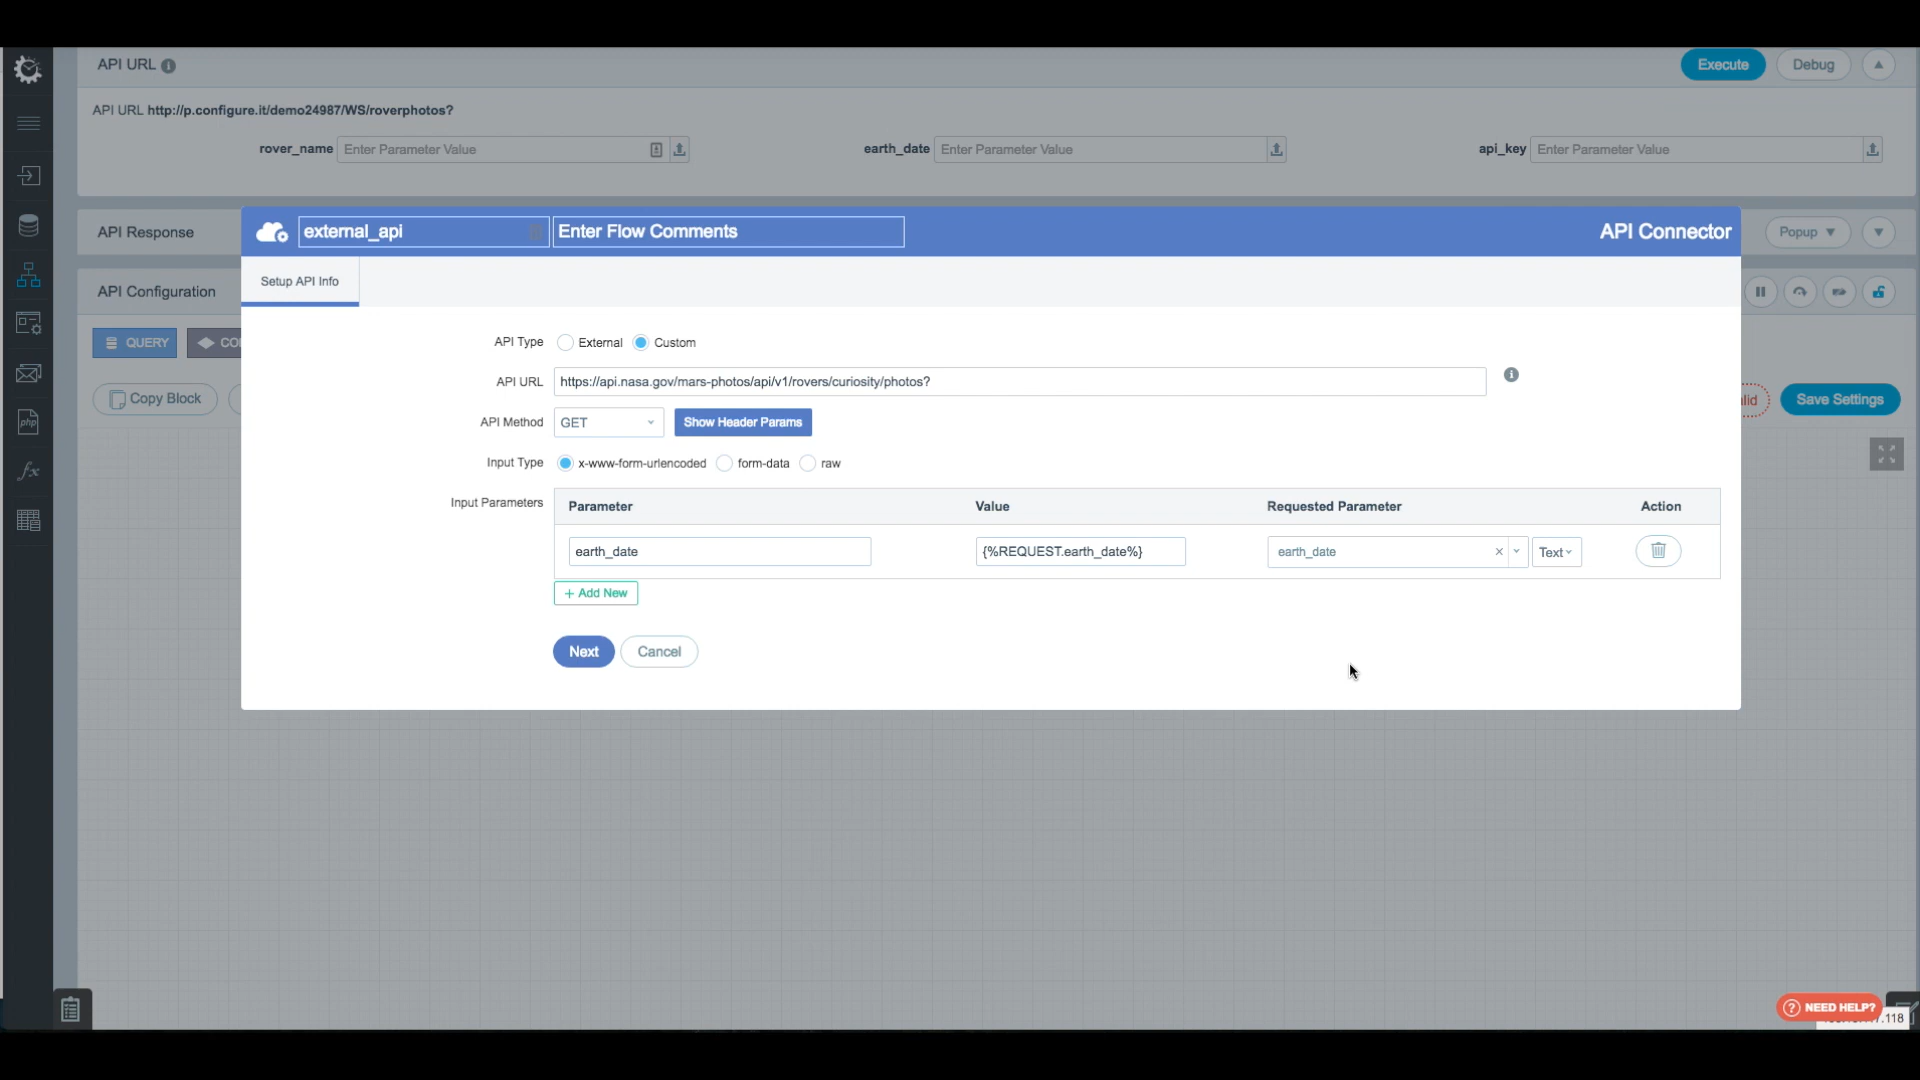 API URL
Execute
Debug
API URL http://p.configure.it/demo24987/WS/roverphotos?
rover_name Enter Parameter Value
earth_date Enter Parameter Value
api_key Enter Parameter Value
API Response
external_api
Enter Flow Comments
API Connector
Popup
Setup API Info
API Configuration
QUERY
API Type External Custom
API URL https://api.nasa.gov/mars-photos/api/v1/rovers/curiosity/photos?
Copy Block
Save Settings
API Method GET Show Header Params
php
Input Type x-www-form-urlencoded form-data raw
fx
Input Parameters Parameter Value Requested Parameter Action
earth_date {%REQUEST.earth_date%} earth_date × Text
+ Add New
Next Cancel
NEED HELP?